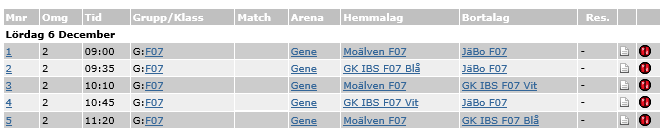 Mnr Omg Tid Grupp/Klass Match Arena Hemmalag Bortalag Res.
Lördag 6 December
1 2 09:00 G:F07 Gene Moälven F07 JäBo F07 -
2 2 09:35 G:F07 Gene GK IBS F07 Blå JäBo F07 -
3 2 10:10 G:F07 Gene Moälven F07 GK IBS F07 Vit -
4 2 10:45 G:F07 Gene GK IBS F07 Vit JäBo F07 -
5 2 11:20 G:F07 Gene Moälven F07 GK IBS F07 Blå -